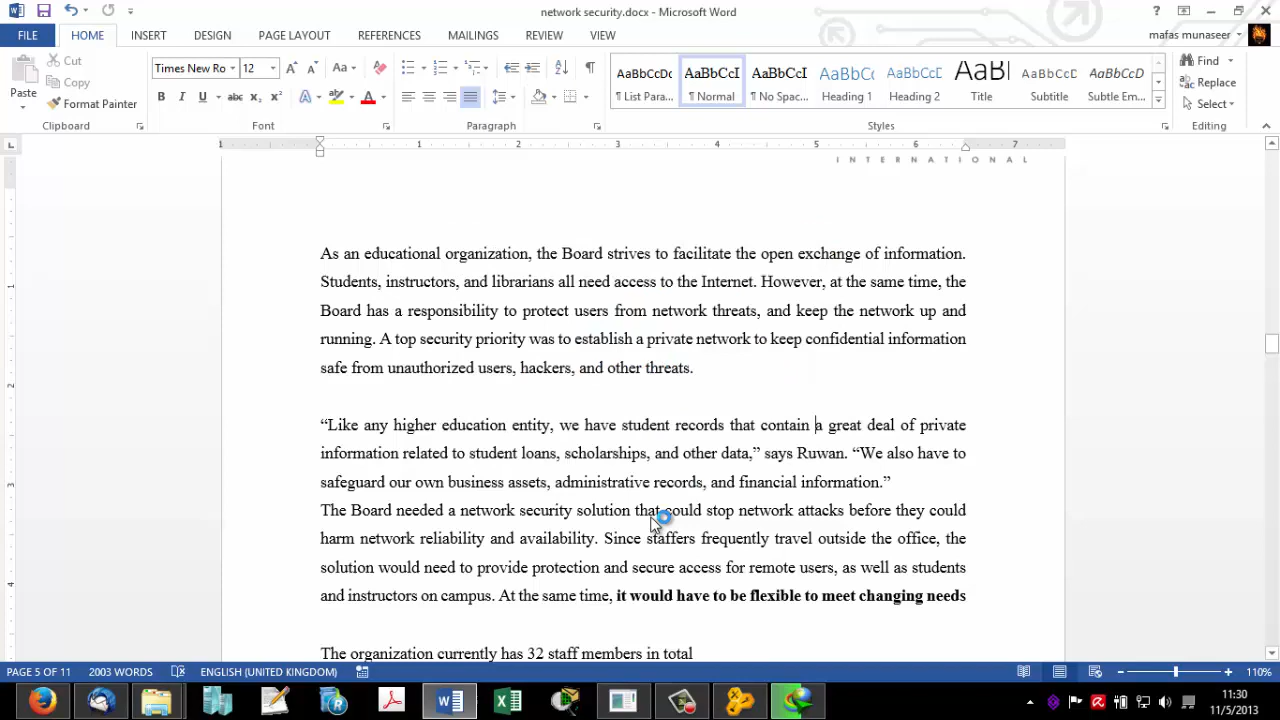 network security.docx - Microsoft Word
FILE HOME INSERT DESIGN PAGE LAYOUT REFERENCES MAILINGS REVIEW VIEW mafas munaseer
Paste
Cut
Copy
Format Painter
Clipboard
Times New Ro 12
Font
Paragraph
AaBbCcDc AaBbCcI AaBbCcI AaBbCc AaBbCcDc AaBl AaBbCcDc AaBbCcD
¶ List Para... ¶ Normal ¶ No Spac... Heading 1 Heading 2 Title Subtitle Subtle Em...
Styles
Find
Replace
Select
Editing
1 1 2 3 4 5 6 7
INTERNATIONAL
As an educational organization, the Board strives to facilitate the open exchange of information.
Students, instructors, and librarians all need access to the Internet. However, at the same time, the
Board has a responsibility to protect users from network threats, and keep the network up and
running. A top security priority was to establish a private network to keep confidential information
safe from unauthorized users, hackers, and other threats.
“Like any higher education entity, we have student records that contain a great deal of private
information related to student loans, scholarships, and other data,” says Ruwan. “We also have to
safeguard our own business assets, administrative records, and financial information.”
The Board needed a network security solution that could stop network attacks before they could
harm network reliability and availability. Since staffers frequently travel outside the office, the
solution would need to provide protection and secure access for remote users, as well as students
and instructors on campus. At the same time, it would have to be flexible to meet changing needs
The organization currently has 32 staff members in total
PAGE 5 OF 11 2003 WORDS ENGLISH (UNITED KINGDOM) 110%
11:30
11/5/2013